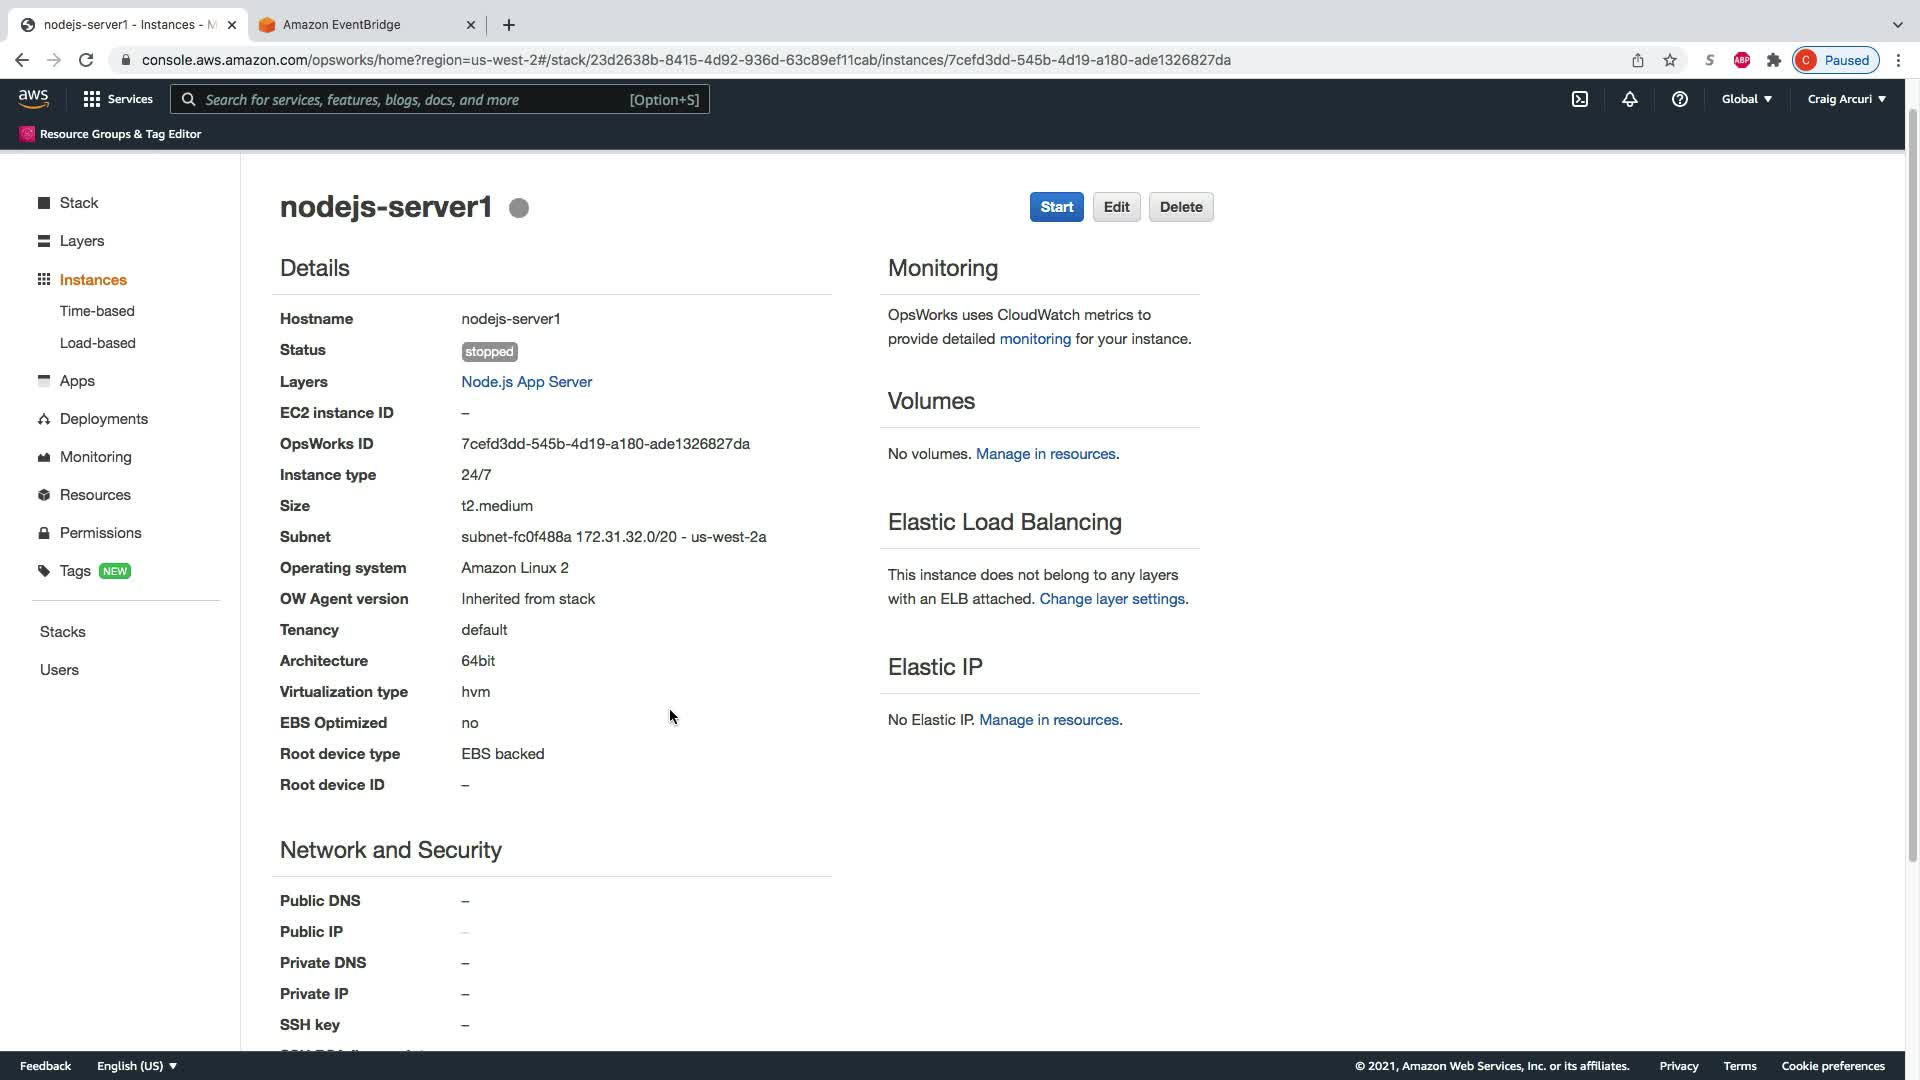 nodejs-server1 - Instances - M
Amazon EventBridge
console.aws.amazon.com/opsworks/home?region=us-west-2#/stack/23d2638b-8415-4d92-936d-63c89ef11cab/instances/7cefd3dd-545b-4d19-a180-ade1326827da
S
ABP
C
Paused
aws
Services
Search for services, features, blogs, docs, and more
[Option+S]
Global
Craig Arcuri
Resource Groups & Tag Editor
Stack
Layers
Instances
Time-based
Load-based
Apps
Deployments
Monitoring
Resources
Permissions
Tags NEW
Stacks
Users
nodejs-server1
Start
Edit
Delete
Details
Hostname nodejs-server1
Status stopped
Layers Node.js App Server
EC2 instance ID –
OpsWorks ID 7cefd3dd-545b-4d19-a180-ade1326827da
Instance type 24/7
Size t2.medium
Subnet subnet-fc0f488a 172.31.32.0/20 - us-west-2a
Operating system Amazon Linux 2
OW Agent version Inherited from stack
Tenancy default
Architecture 64bit
Virtualization type hvm
EBS Optimized no
Root device type EBS backed
Root device ID –
Network and Security
Public DNS –
Public IP –
Private DNS –
Private IP –
SSH key –
Monitoring
OpsWorks uses CloudWatch metrics to
provide detailed monitoring for your instance.
Volumes
No volumes. Manage in resources.
Elastic Load Balancing
This instance does not belong to any layers
with an ELB attached. Change layer settings.
Elastic IP
No Elastic IP. Manage in resources.
Feedback
English (US)
© 2021, Amazon Web Services, Inc. or its affiliates.
Privacy
Terms
Cookie preferences